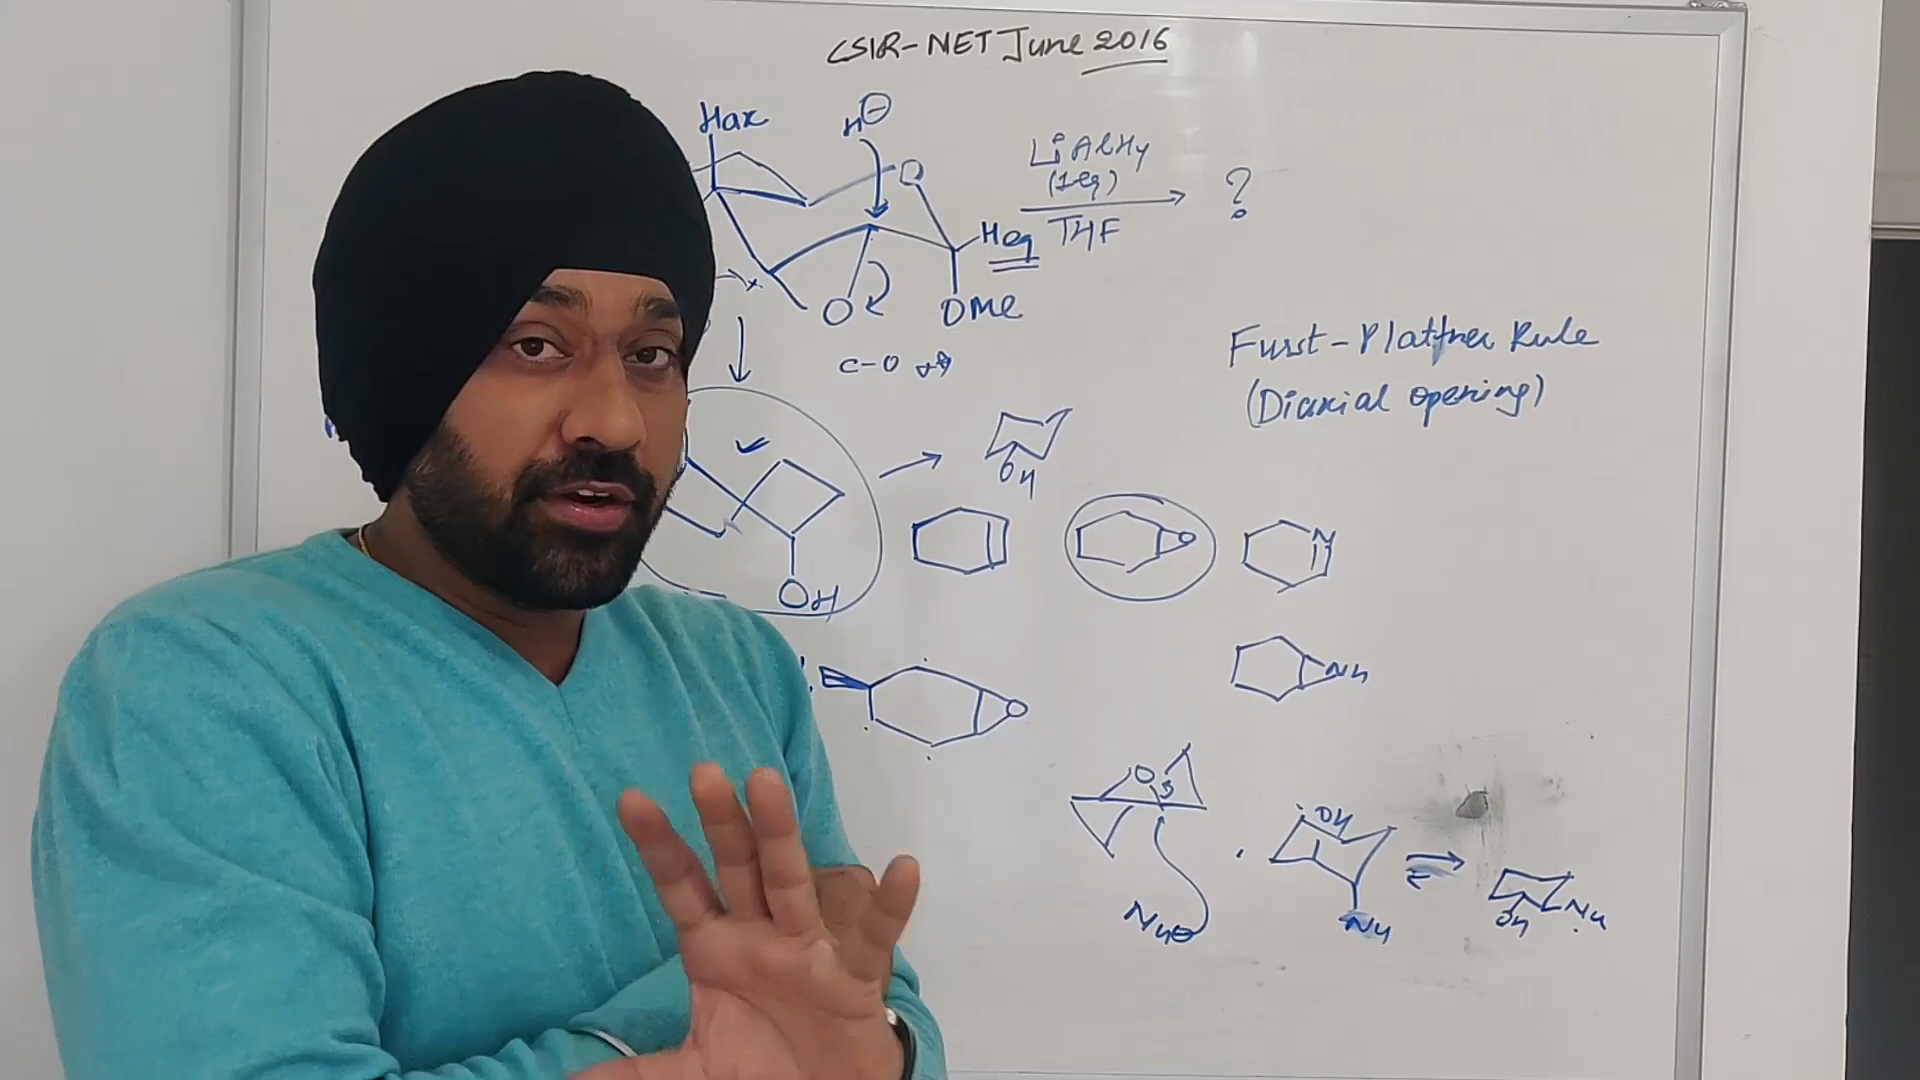 CSIR-NET June 2016
Hax
H⊖
O
LiAlH4
(1eq)
THF
?
Heq
O
OMe
C-O
Furst-Plattner Rule
(Diaxial opening)
OH
O
N
OH
NH
O
O
OH
Nu⊖
Nu
OH
Nu